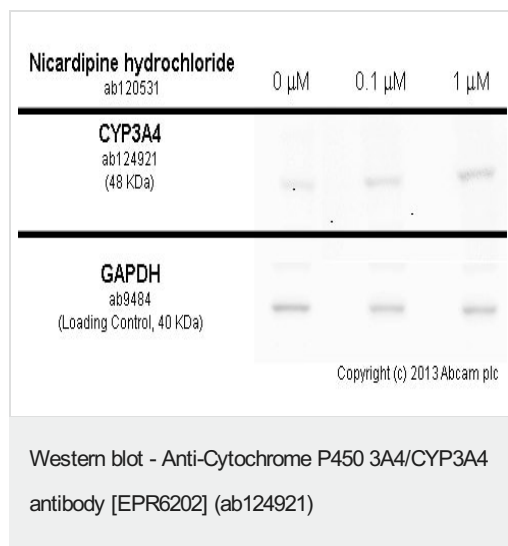 Nicardipine hydrochloride
ab120531
0 µM 0.1 µM 1 µM
CYP3A4
ab124921
(48 KDa)
GAPDH
ab9484
(Loading Control, 40 KDa)
Copyright (c) 2013 Abcam plc
Western blot - Anti-Cytochrome P450 3A4/CYP3A4
antibody [EPR6202] (ab124921)